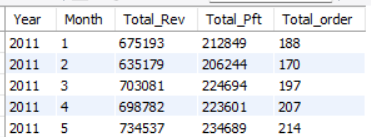 Year Month Total_Rev Total_Pft Total_order
2011 1 675193 212849 188
2011 2 635179 206244 170
2011 3 703081 224694 197
2011 4 698782 223601 207
2011 5 734537 234689 214